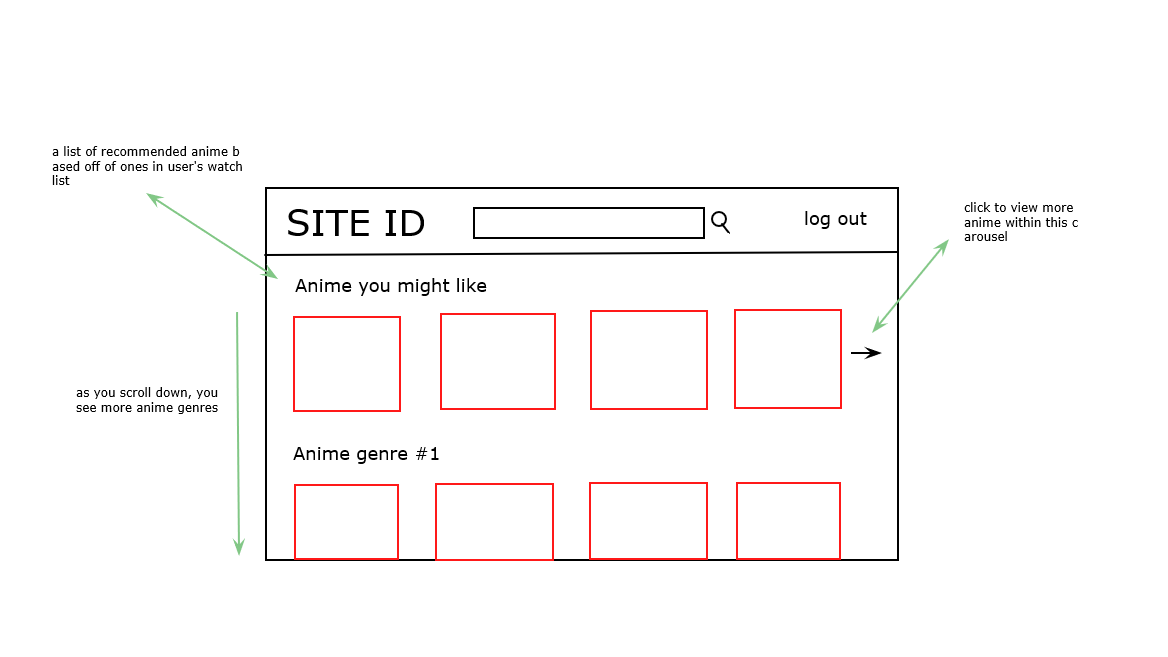 a list of recommended anime b
ased off of ones in user's watch
list
SITE ID
log out
click to view more
anime within this c
arousel
Anime you might like
as you scroll down, you
see more anime genres
Anime genre #1